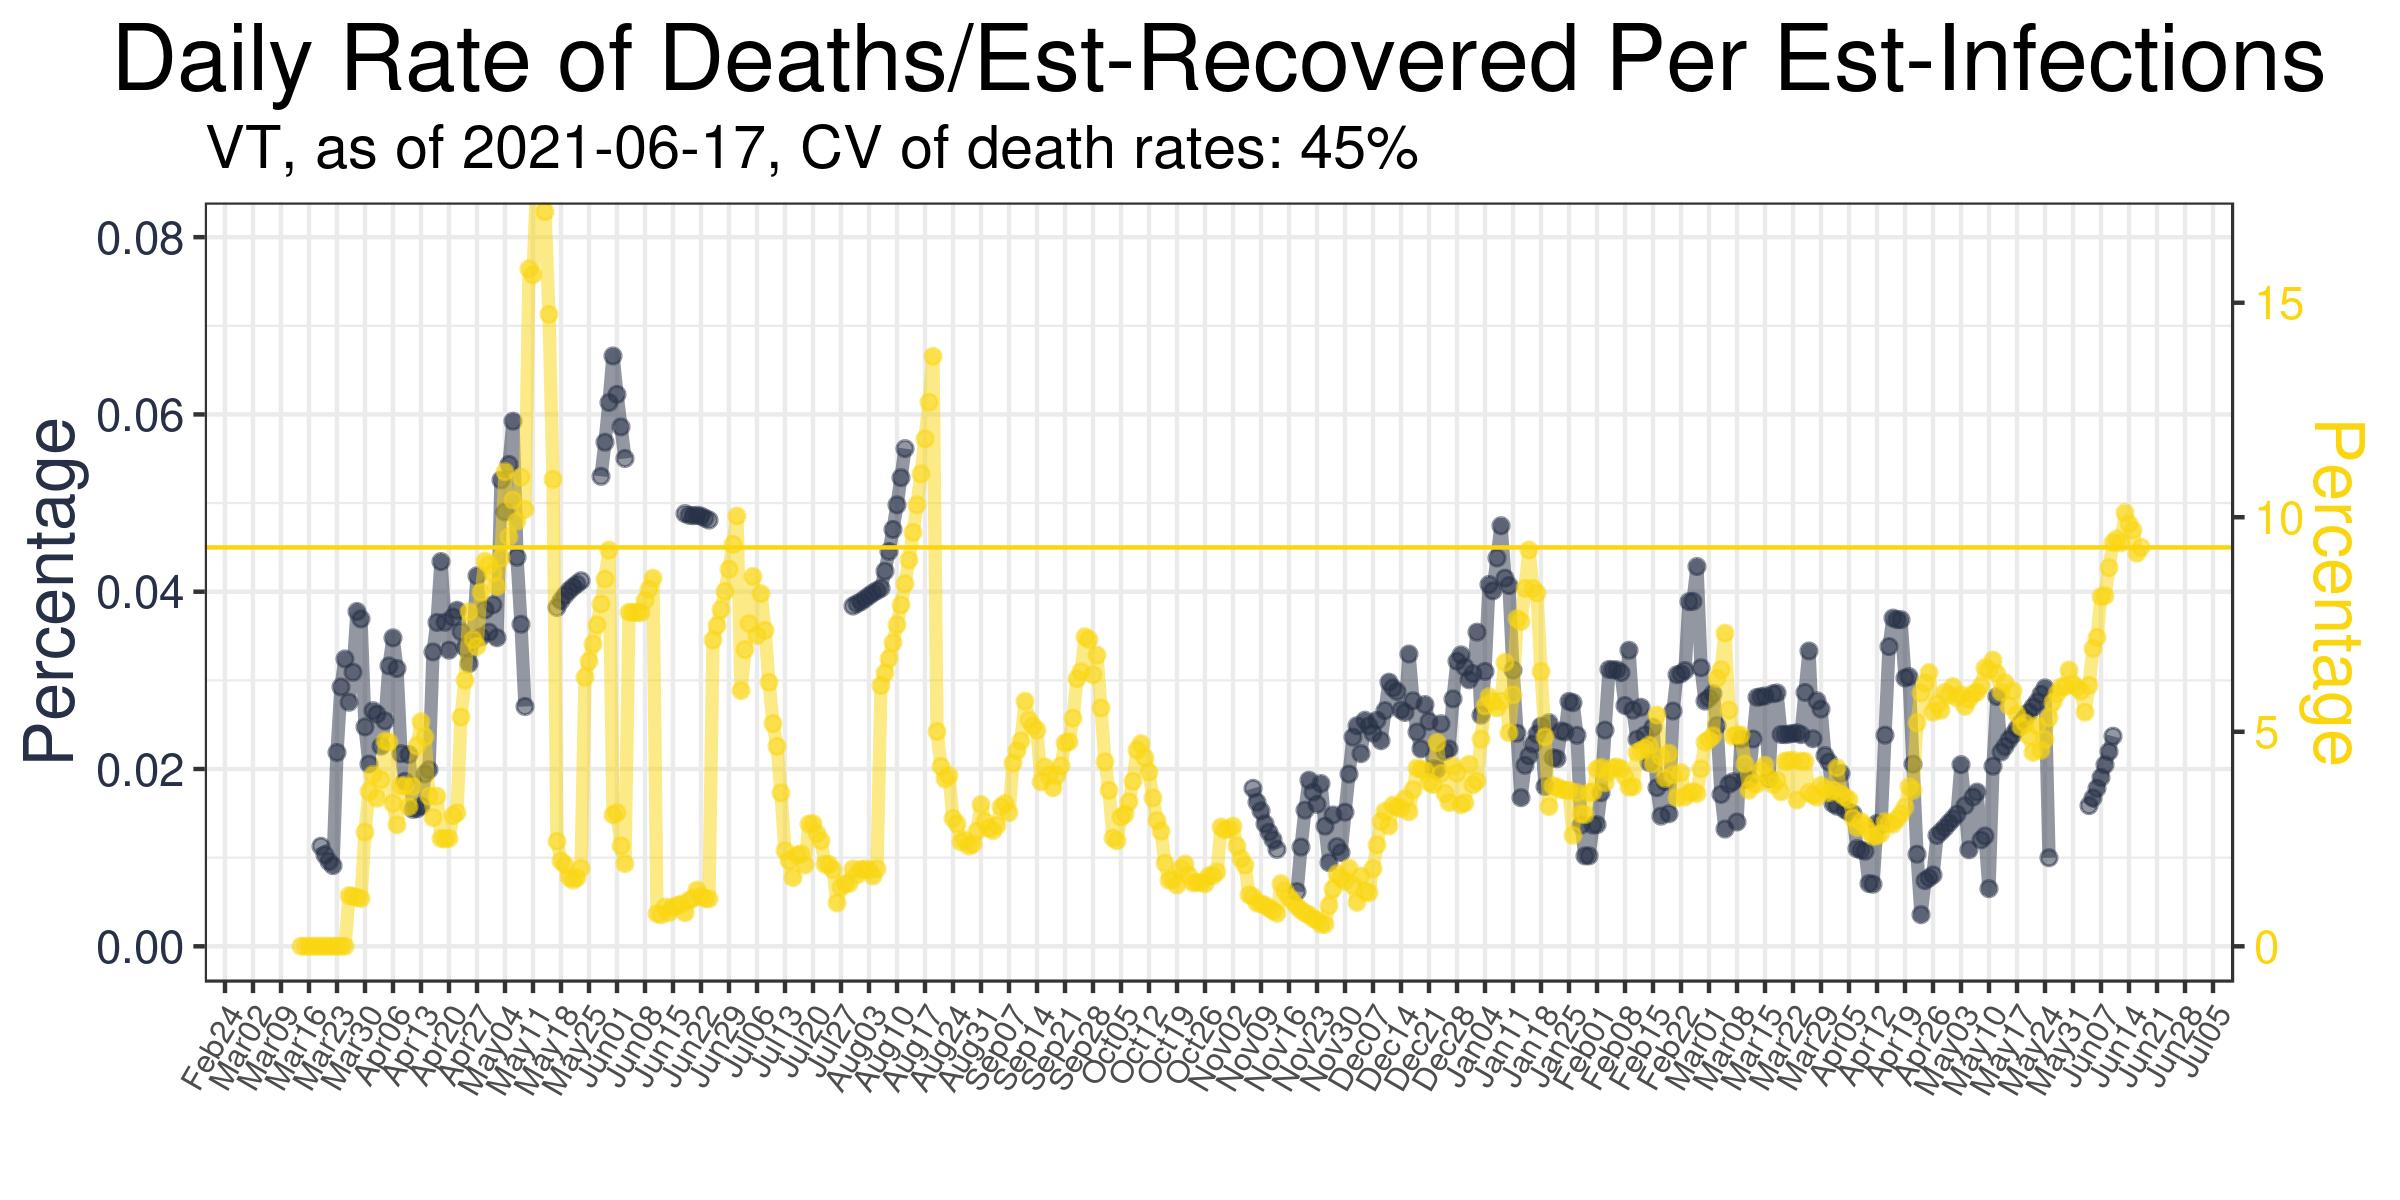 Daily Rate of Deaths/Est-Recovered Per Est-Infections
VT, as of 2021-06-17, CV of death rates: 45%
Percentage
0.08
0.06
0.04
0.02
0.00
15
10
5
0
Percentage
Feb24
Mar02
Mar09
Mar16
Mar23
Mar30
Apr06
Apr13
Apr20
Apr27
May04
May11
May18
May25
Jun01
Jun08
Jun15
Jun22
Jun29
Jul06
Jul13
Jul20
Jul27
Aug03
Aug10
Aug17
Aug24
Aug31
Sep07
Sep14
Sep21
Sep28
Oct05
Oct12
Oct19
Oct26
Nov02
Nov09
Nov16
Nov23
Nov30
Dec07
Dec14
Dec21
Dec28
Jan04
Jan11
Jan18
Jan25
Feb01
Feb08
Feb15
Feb22
Mar01
Mar08
Mar15
Mar22
Mar29
Apr05
Apr12
Apr19
Apr26
May03
May10
May17
May24
May31
Jun07
Jun14
Jun21
Jun28
Jul05